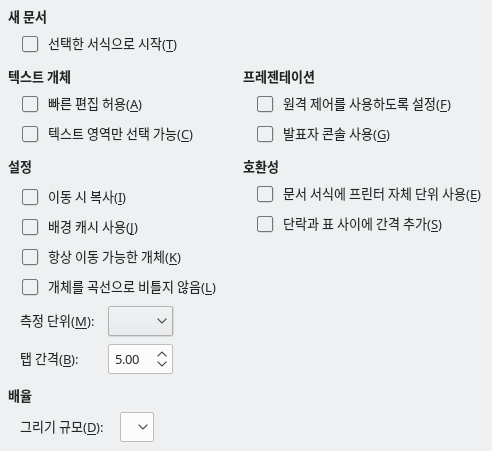 새 문서
선택한 서식으로 시작(T)
텍스트 개체
빠른 편집 허용(A)
텍스트 영역만 선택 가능(C)
프레젠테이션
원격 제어를 사용하도록 설정(F)
발표자 콘솔 사용(G)
설정
이동 시 복사(I)
배경 캐시 사용(J)
항상 이동 가능한 개체(K)
개체를 곡선으로 비틀지 않음(L)
측정 단위(M):
탭 간격(B): 5.00
호환성
문서 서식에 프린터 자체 단위 사용(E)
단락과 표 사이에 간격 추가(S)
배율
그리기 규모(D):